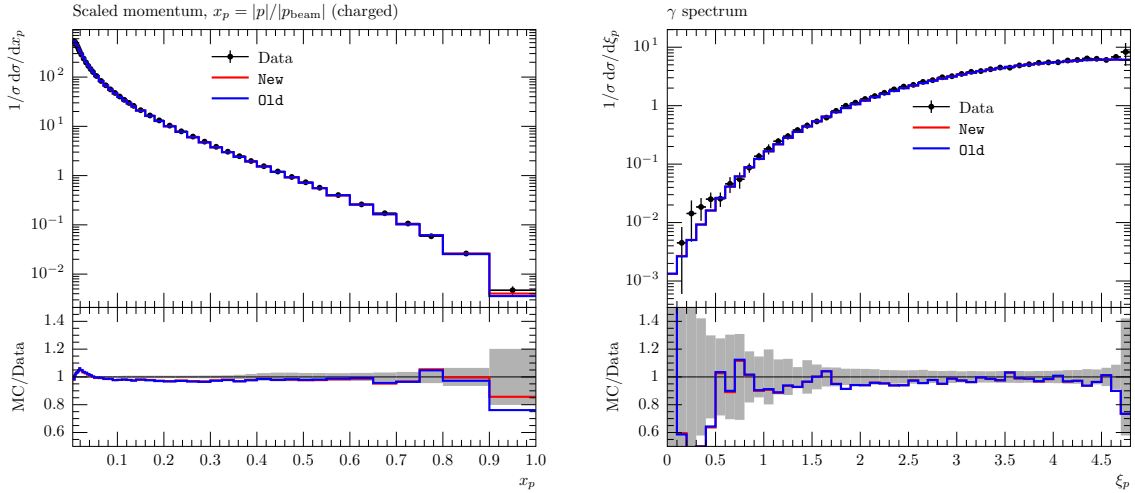 Scaled momentum, x_p = |p|/|p_beam| (charged)
1/σ dσ/dx_p
10^2
10^1
1
10^−1
10^−2
Data
New
Old
MC/Data
1.4
1.2
1
0.8
0.6
0.1 0.2 0.3 0.4 0.5 0.6 0.7 0.8 0.9 1.0
x_p
γ spectrum
1/σ dσ/dξ_p
10^1
1
10^−1
10^−2
10^−3
Data
New
Old
MC/Data
1.4
1.2
1
0.8
0.6
0 0.5 1 1.5 2 2.5 3 3.5 4 4.5
ξ_p